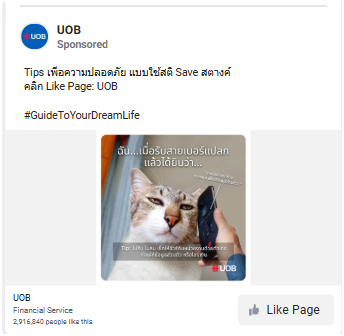 UOB
UOB
Sponsored
Tips เพื่อความปลอดภัย แบบใช้สติ Save สตางค์
คลิก Like Page: UOB
#GuideToYourDreamLife
ฉัน...เมื่อรับสายเบอร์แปลก
แล้วได้ยินว่า...
UOB
UOB
Financial Service
2,916,840 people like this
Like Page